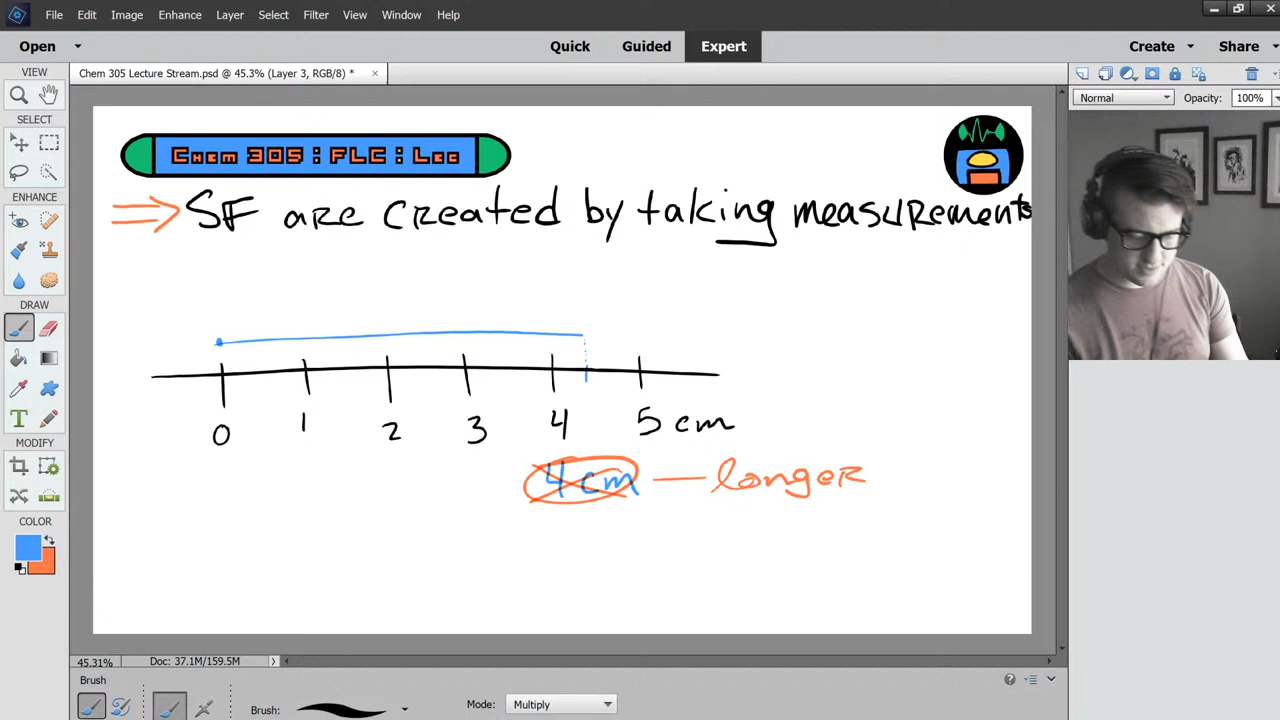 File Edit Image Enhance Layer Select Filter View Window Help
Open Quick Guided Expert Create Share
VIEW Chem 305 Lecture Stream.psd @ 45.3% (Layer 3, RGB/8) *
Normal Opacity: 100%
SELECT
Chem 305 : FLC : Lec
ENHANCE
SF are created by taking measurements
DRAW
0 1 2 3 4 5 cm
MODIFY
4 cm — longer
COLOR
45.31% Doc: 37.1M/159.5M
Brush
Brush: Mode: Multiply